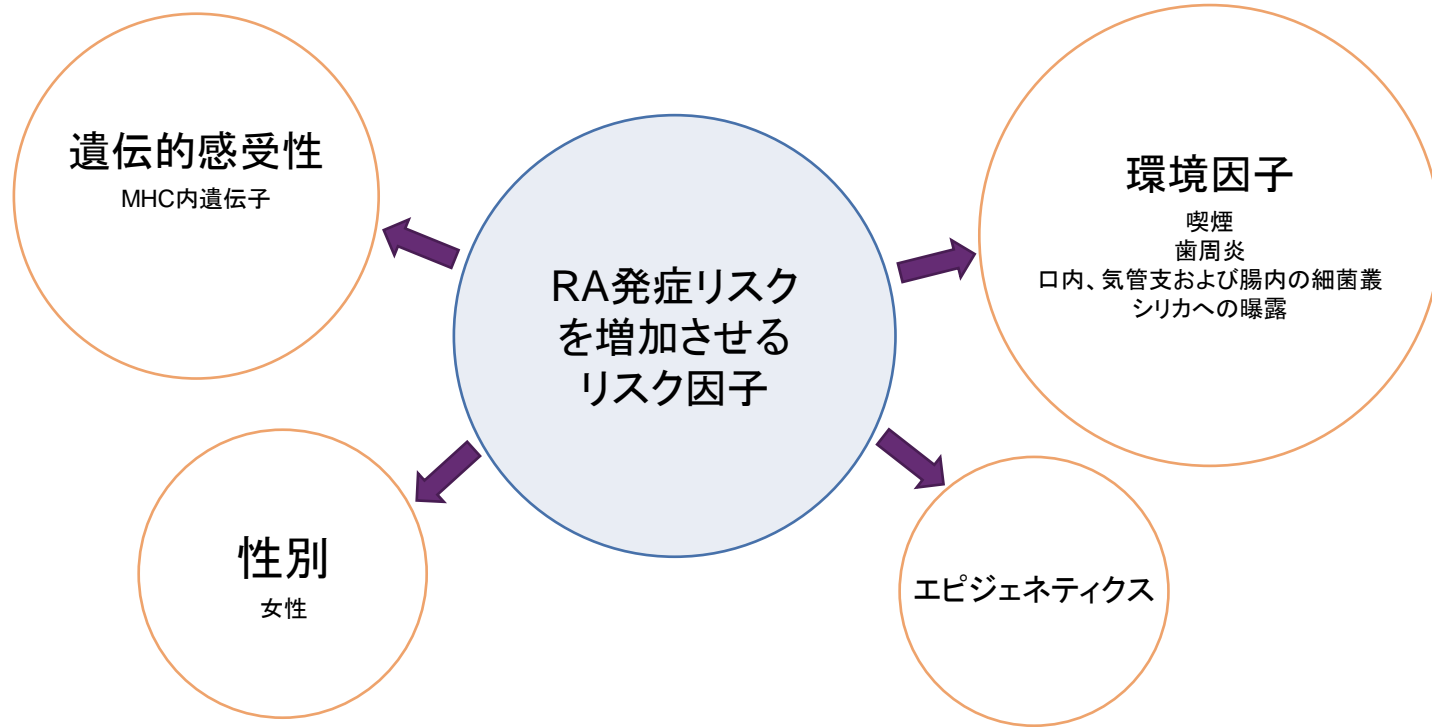 遺伝的感受性
MHC内遺伝子
環境因子
喫煙
歯周炎
口内、気管支および腸内の細菌叢
シリカへの曝露
RA発症リスク
を増加させる
リスク因子
性別
女性
エピジェネティクス